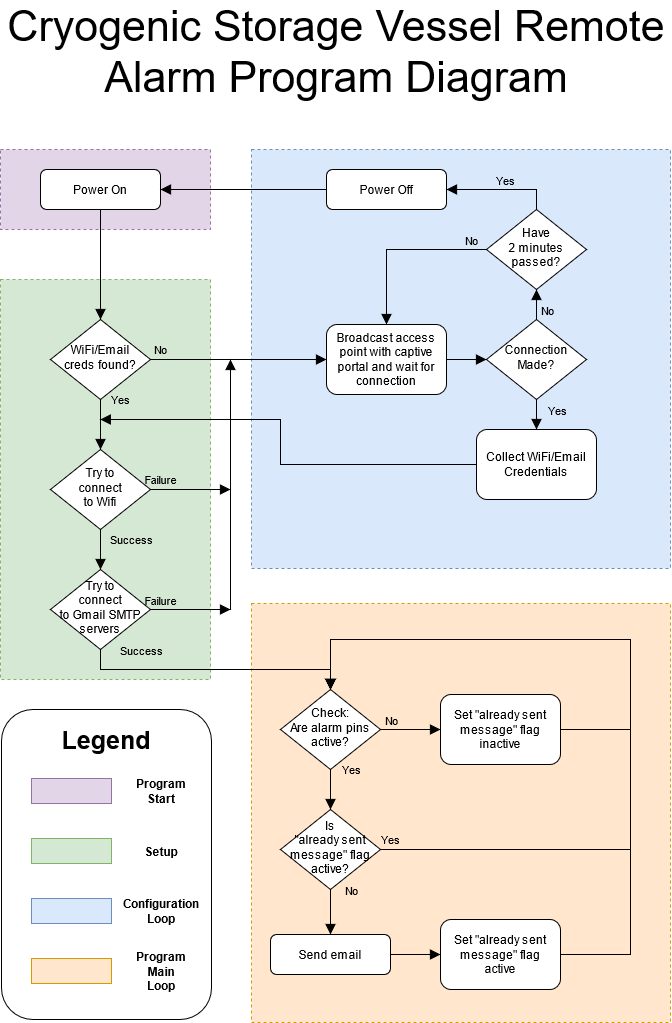 Cryogenic Storage Vessel Remote
Alarm Program Diagram
Power On
Power Off
Yes
Have
2 minutes
passed?
No
WiFi/Email
creds found?
No
Broadcast access
point with captive
portal and wait for
connection
Connection
Made?
No
Yes
Yes
Collect WiFi/Email
Credentials
Try to
connect
to Wifi
Failure
Success
Try to
connect
to Gmail SMTP
servers
Failure
Success
Check:
Are alarm pins
active?
No
Set "already sent
message" flag
inactive
Yes
Is
"already sent
message" flag
active?
Yes
No
Send email
Set "already sent
message" flag
active
Legend
Program
Start
Setup
Configuration
Loop
Program
Main
Loop